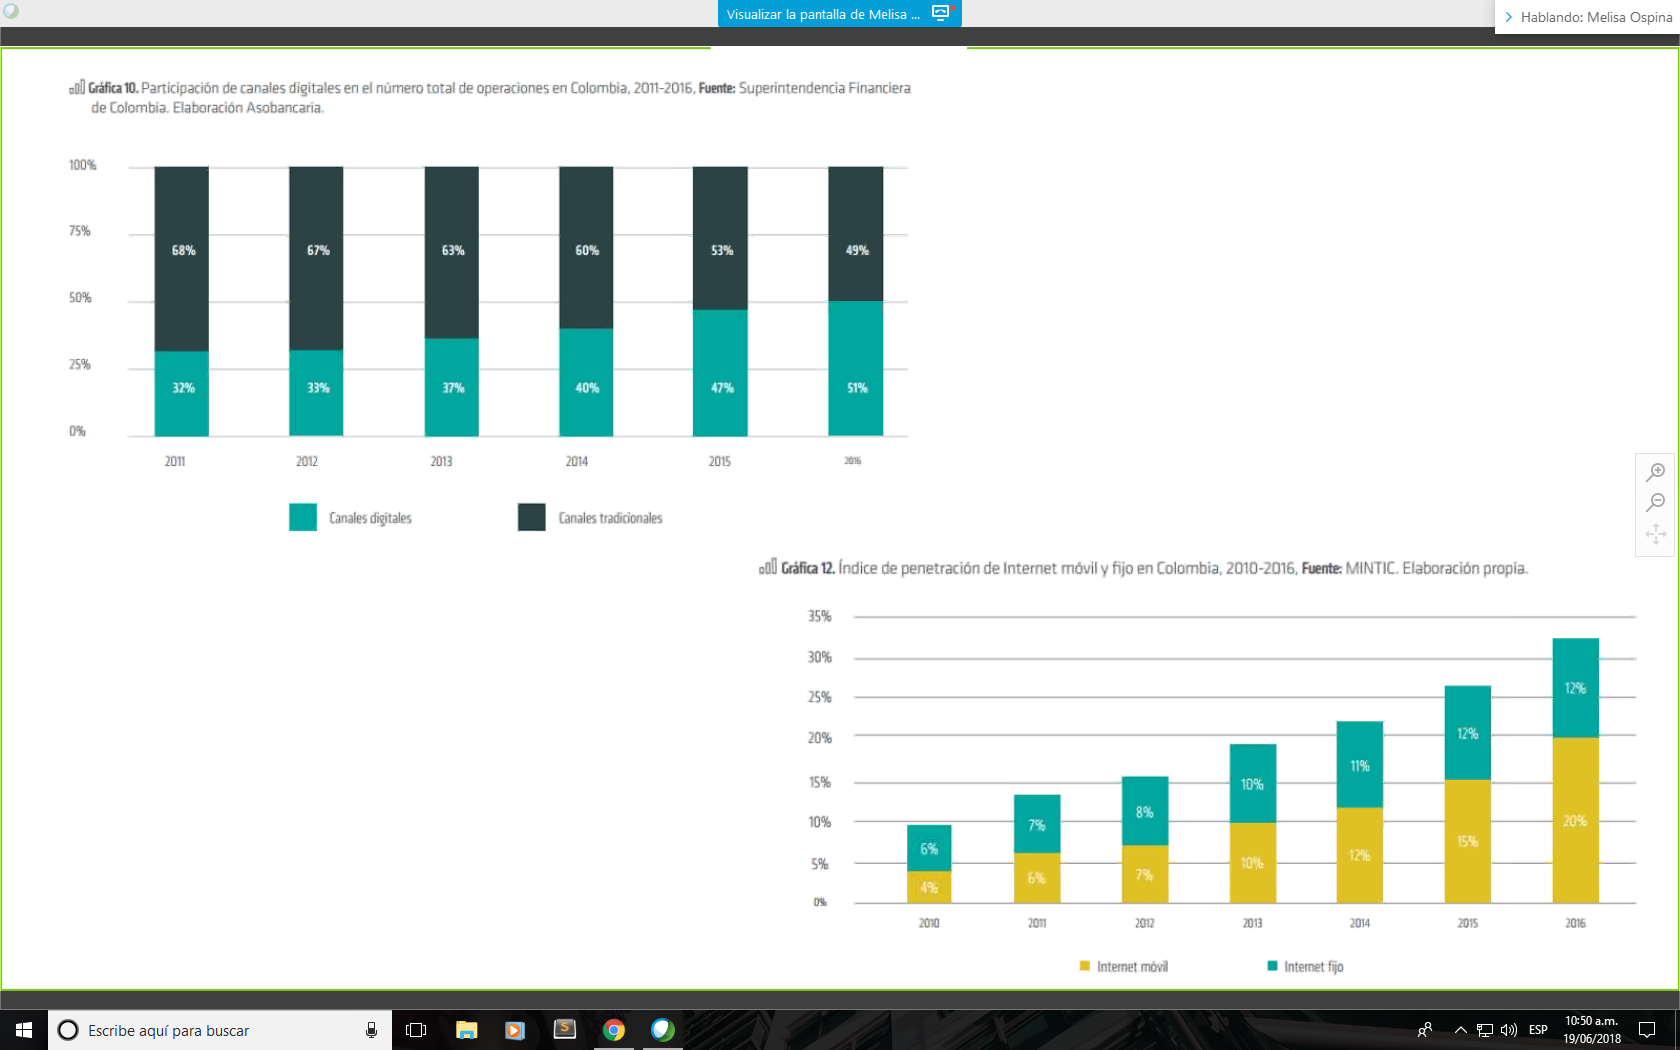 Visualizar la pantalla de Melisa ...
Hablando: Melisa Ospina
Gráfica 10. Participación de canales digitales en el número total de operaciones en Colombia, 2011-2016, Fuente: Superintendencia Financiera
de Colombia. Elaboración Asobancaria.
100%
75%
50%
25%
0%
68% 67% 63% 60% 53% 49%
32% 33% 37% 40% 47% 51%
2011 2012 2013 2014 2015 2016
Canales digitales Canales tradicionales
Gráfica 12. Índice de penetración de Internet móvil y fijo en Colombia, 2010-2016, Fuente: MINTIC. Elaboración propia.
35%
30%
25%
20%
15%
10%
5%
0%
6% 7% 8% 10% 11% 12% 12%
4% 6% 7% 10% 12% 15% 20%
2010 2011 2012 2013 2014 2015 2016
Internet móvil Internet fijo
Escribe aquí para buscar
S
ESP
10:50 a.m.
19/06/2018